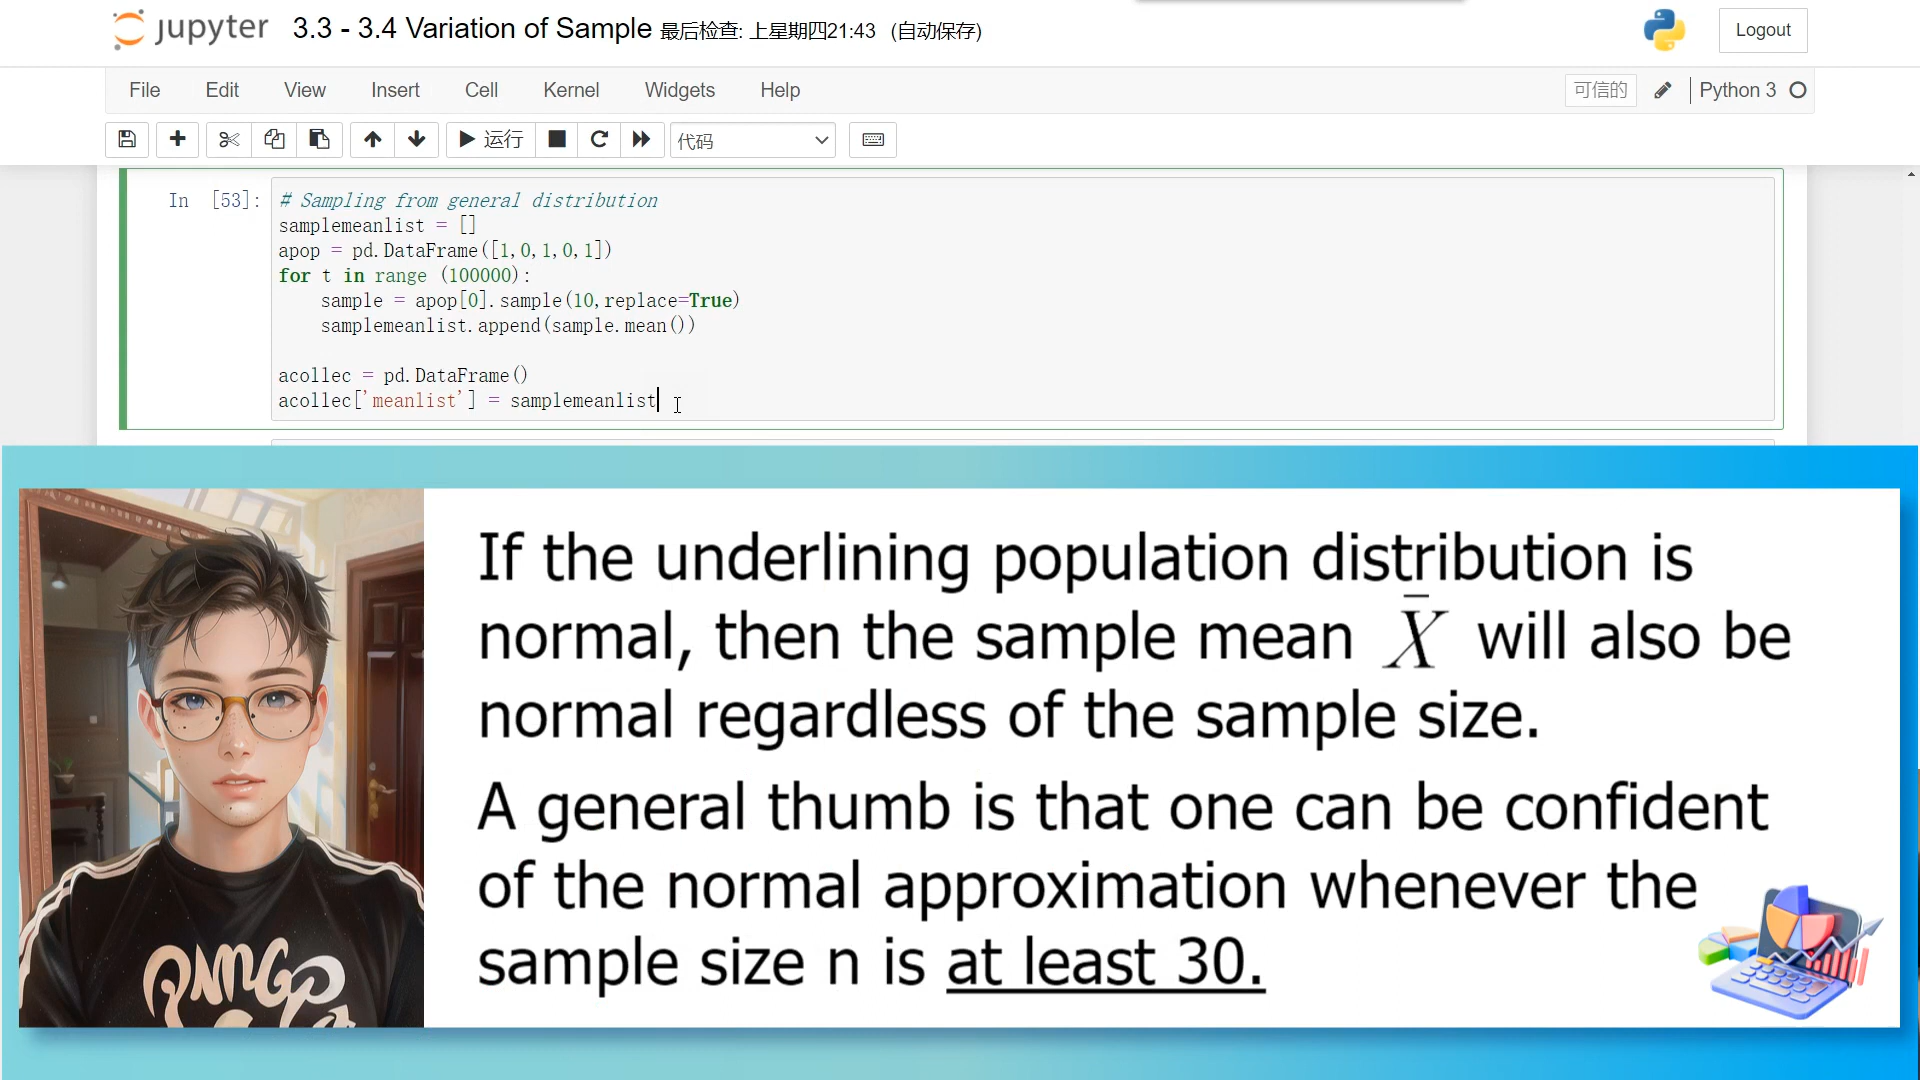 jupyter 3.3 - 3.4 Variation of Sample 最后检查: 上星期四21:43 (自动保存)
Logout
File Edit View Insert Cell Kernel Widgets Help
可信的
Python 3
运行
代码
In [53]:
# Sampling from general distribution
samplemeanlist = []
apop = pd.DataFrame([1,0,1,0,1])
for t in range (100000):
sample = apop[0].sample(10,replace=True)
samplemeanlist.append(sample.mean())
acollec = pd.DataFrame()
acollec['meanlist'] = samplemeanlist
If the underlining population distribution is
normal, then the sample mean X̄ will also be
normal regardless of the sample size.
A general thumb is that one can be confident
of the normal approximation whenever the
sample size n is at least 30.